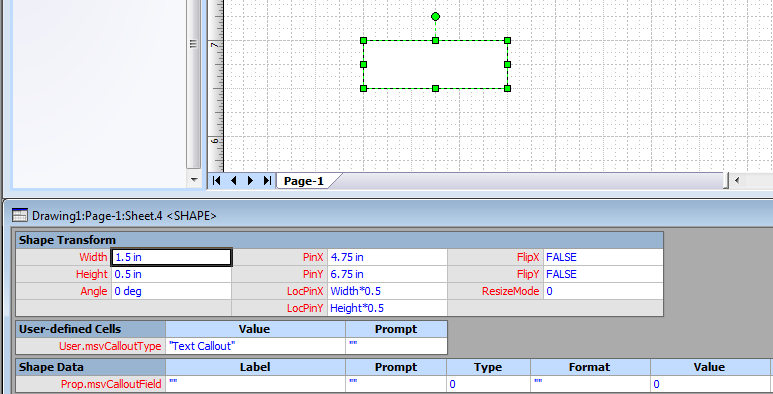 7
6
Page-1
Drawing1:Page-1:Sheet.4 <SHAPE>
Shape Transform
Width 1.5 in PinX 4.75 in FlipX FALSE
Height 0.5 in PinY 6.75 in FlipY FALSE
Angle 0 deg LocPinX Width*0.5 ResizeMode 0
LocPinY Height*0.5
User-defined Cells Value Prompt
User.msvCalloutType "Text Callout" ""
Shape Data Label Prompt Type Format Value
Prop.msvCalloutField "" "" 0 "" 0